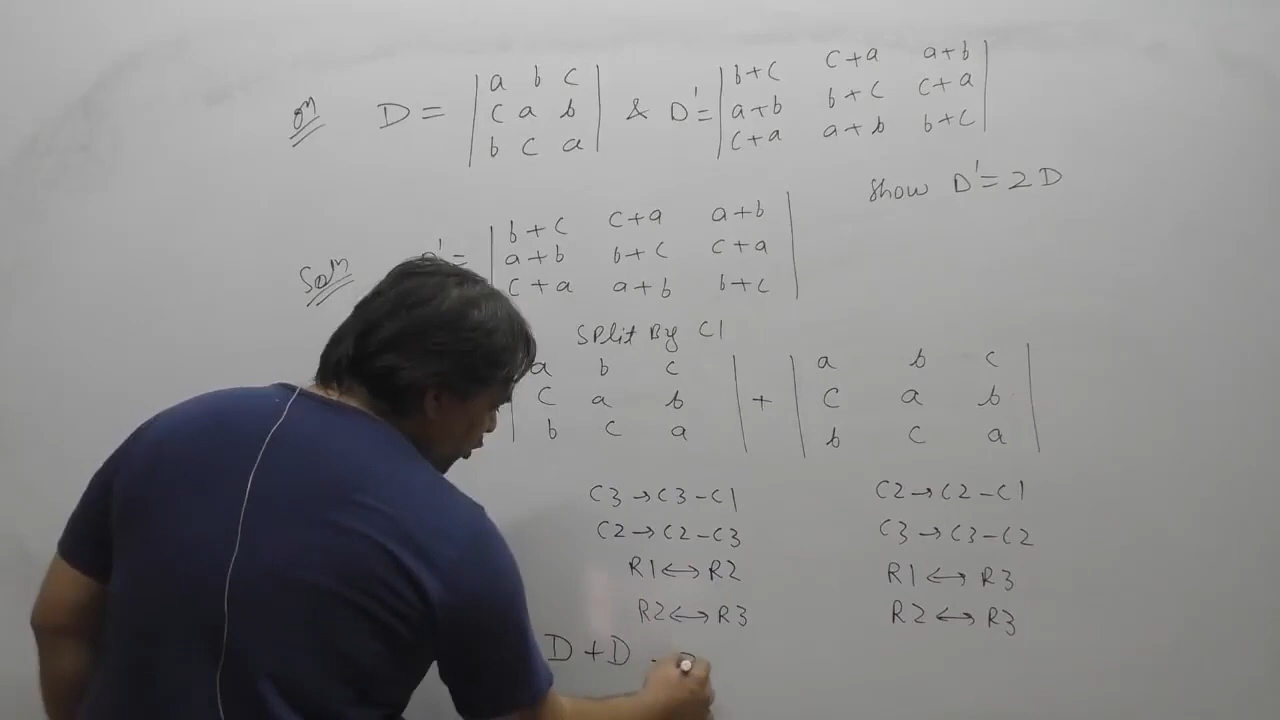 Qn D = | a b c | & D' = | b+c c+a a+b |
| c a b | | a+b b+c c+a |
| b c a | | c+a a+b b+c |
Show D' = 2D
Soln D' = | b+c c+a a+b |
| a+b b+c c+a |
| c+a a+b b+c |
Split By C1
a b c | + | a b c |
| c a b | | c a b |
| b c a | | b c a |
C3 → C3 - C1 C2 → C2 - C1
C2 → C2 - C3 C3 → C3 - C2
R1 ↔ R2 R1 ↔ R3
R2 ↔ R3 R2 ↔ R3
D + D